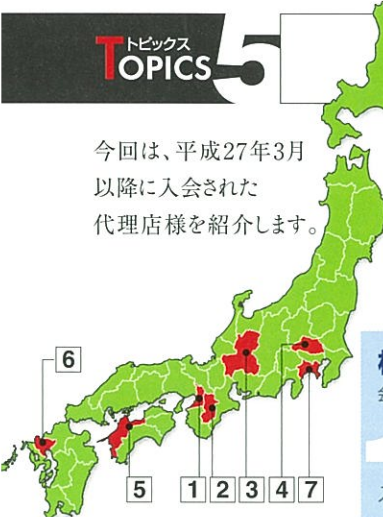 トピックス
TOPICS 5
今回は、平成27年3月
以降に入会された
代理店様を紹介します。
6
5 1 2 3 4 7